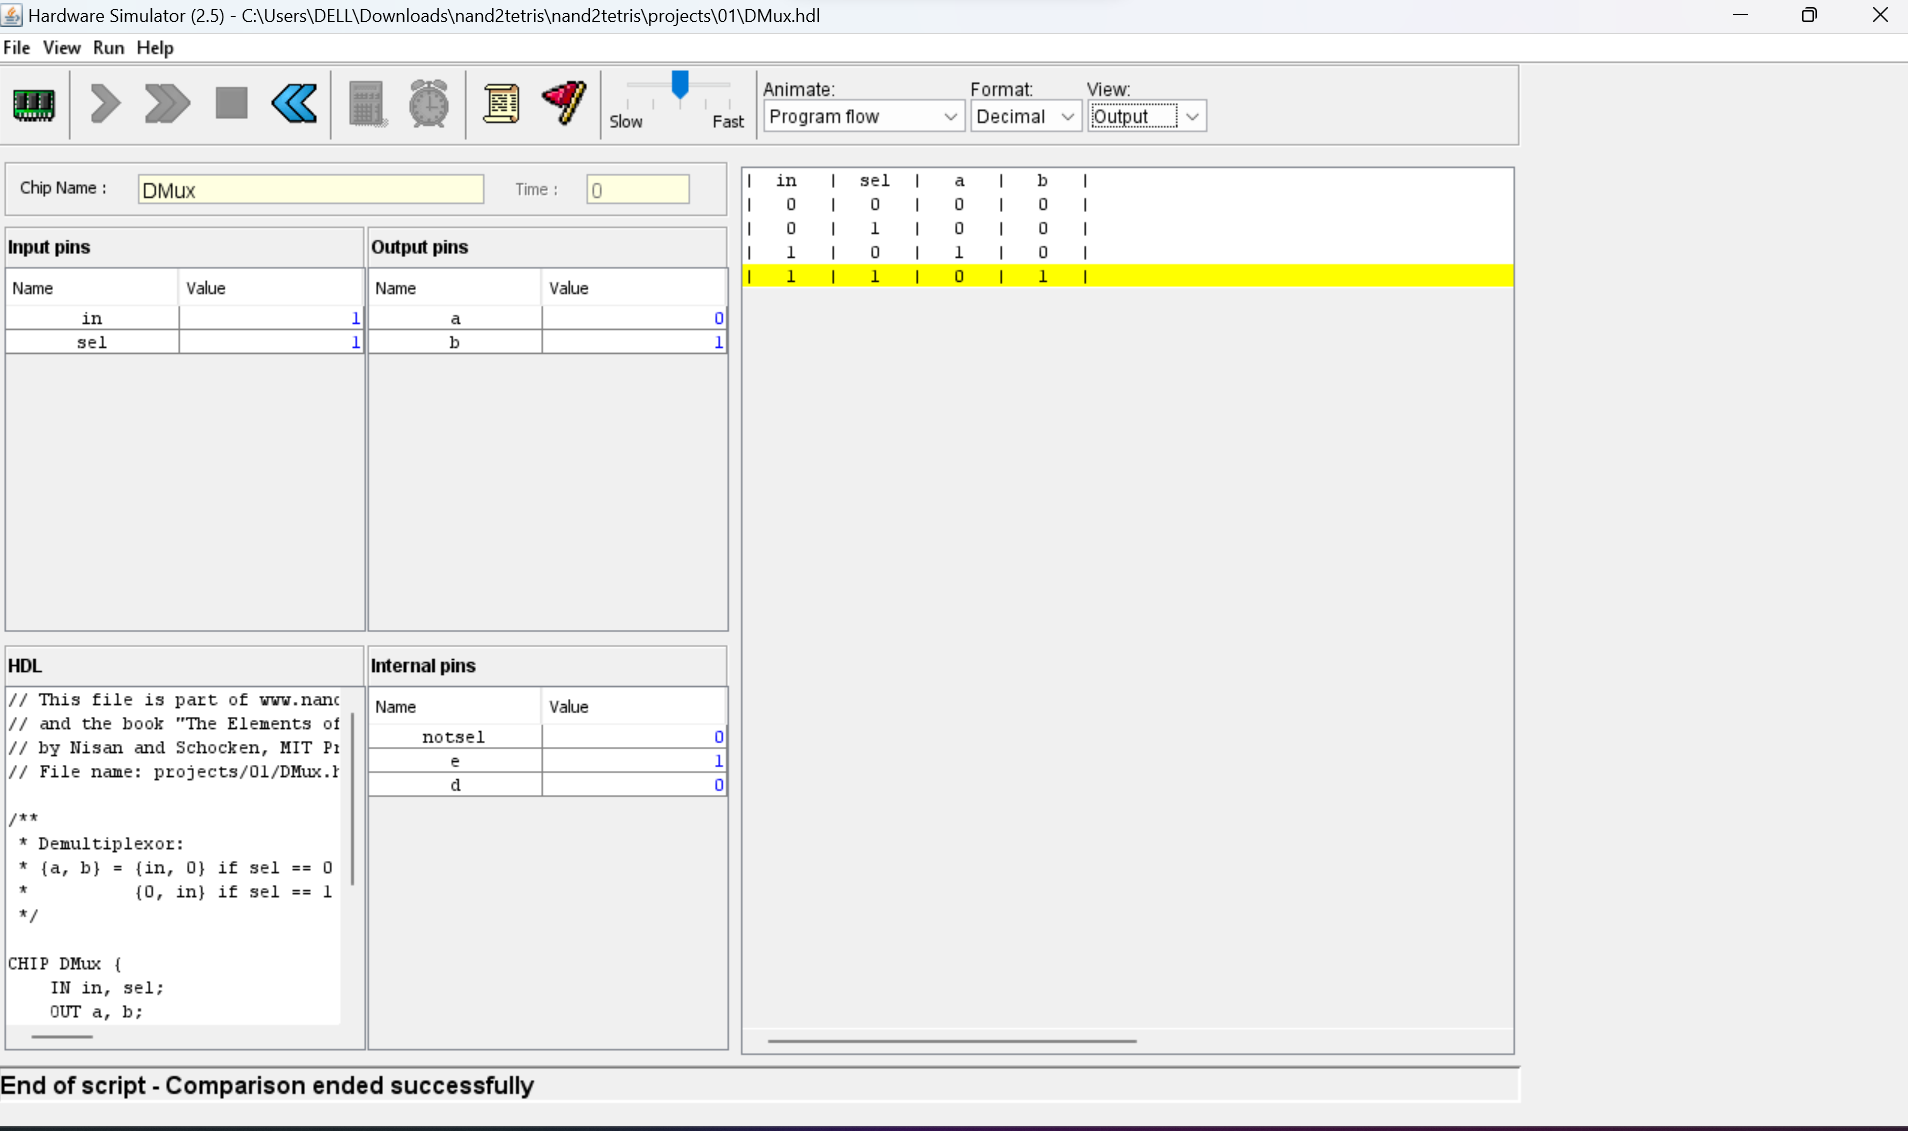 Hardware Simulator (2.5) - C:\Users\DELL\Downloads\nand2tetris\nand2tetris\projects\01\DMux.hdl
File View Run Help
Slow Fast
Animate: Format: View:
Program flow Decimal Output
Chip Name : DMux Time : 0
Input pins
Name Value
in 1
sel 1
Output pins
Name Value
a 0
b 1
HDL
// This file is part of www.nand
// and the book "The Elements of
// by Nisan and Schocken, MIT Pr
// File name: projects/01/DMux.h
/**
* Demultiplexor:
* {a, b} = {in, 0} if sel == 0
* {0, in} if sel == 1
*/
CHIP DMux {
IN in, sel;
OUT a, b;
Internal pins
Name Value
notsel 0
e 1
d 0
| in | sel | a | b |
| 0 | 0 | 0 | 0 |
| 0 | 1 | 0 | 0 |
| 1 | 0 | 1 | 0 |
| 1 | 1 | 0 | 1 |
End of script - Comparison ended successfully